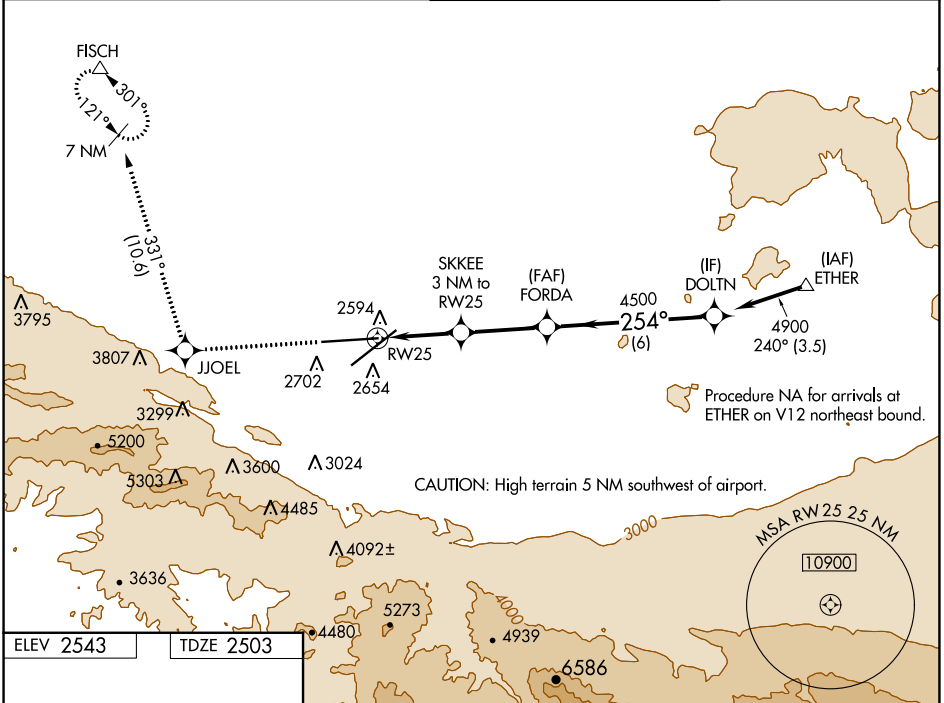 FISCH
301°
121°
7 NM
331°
(10.6)
JJOEL
3795
3807
3299
5200
5303
3600
3024
4485
4092±
3636
4480
5273
4939
6586
2594
2702
2654
RW25
SKKEE
3 NM to
RW25
(FAF)
FORDA
4500
254°
(6)
(IF)
DOLTN
(IAF)
ETHER
4900
240° (3.5)
Procedure NA for arrivals at
ETHER on V12 northeast bound.
CAUTION: High terrain 5 NM southwest of airport.
3000
4000
MSA RW25 25 NM
10900
ELEV 2543
TDZE 2503